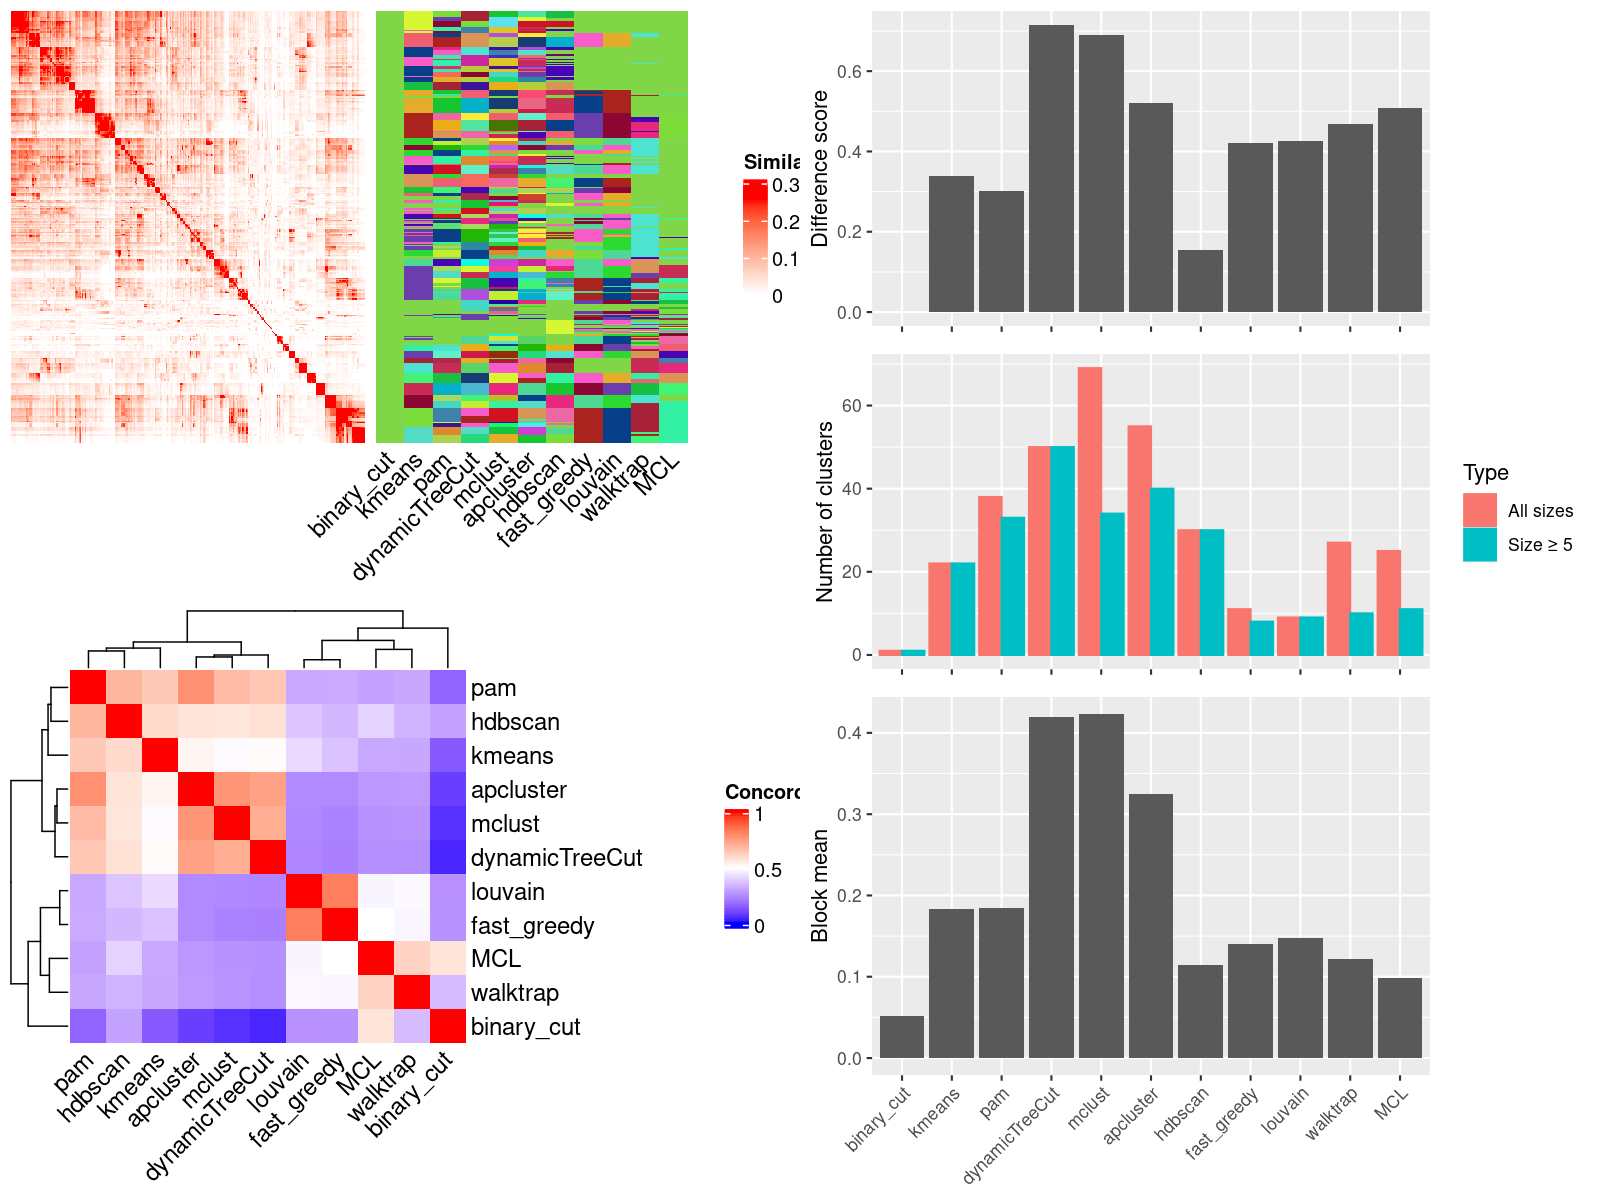 Simila
0.3
0.2
0.1
0
binary_cut
kmeans
pam
dynamicTreeCut
mclust
apcluster
hdbscan
fast_greedy
louvain
walktrap
MCL
Difference score
0.6
0.4
0.2
0.0
Number of clusters
60
40
20
0
Type
All sizes
Size ≥ 5
pam
hdbscan
kmeans
apcluster
mclust
dynamicTreeCut
louvain
fast_greedy
MCL
walktrap
binary_cut
pam
hdbscan
kmeans
apcluster
mclust
dynamicTreeCut
louvain
fast_greedy
MCL
walktrap
binary_cut
Concord
1
0.5
0
Block mean
0.4
0.3
0.2
0.1
0.0
binary_cut
kmeans
pam
dynamicTreeCut
mclust
apcluster
hdbscan
fast_greedy
louvain
walktrap
MCL